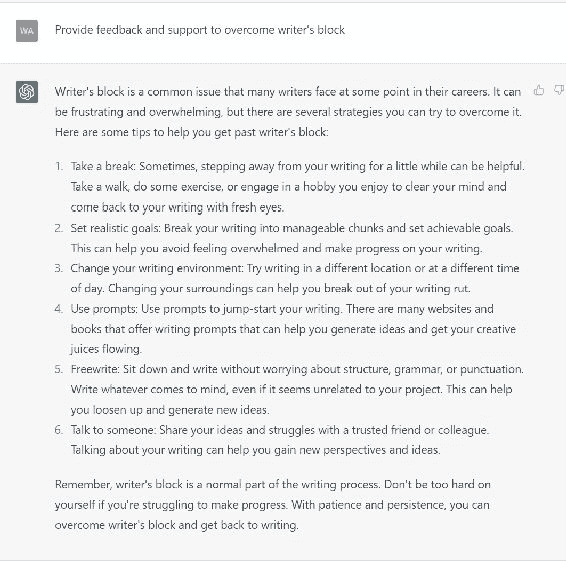 WA
Provide feedback and support to overcome writer's block
Writer's block is a common issue that many writers face at some point in their careers. It can
be frustrating and overwhelming, but there are several strategies you can try to overcome it.
Here are some tips to help you get past writer's block:
1. Take a break: Sometimes, stepping away from your writing for a little while can be helpful.
Take a walk, do some exercise, or engage in a hobby you enjoy to clear your mind and
come back to your writing with fresh eyes.
2. Set realistic goals: Break your writing into manageable chunks and set achievable goals.
This can help you avoid feeling overwhelmed and make progress on your writing.
3. Change your writing environment: Try writing in a different location or at a different time
of day. Changing your surroundings can help you break out of your writing rut.
4. Use prompts: Use prompts to jump-start your writing. There are many websites and
books that offer writing prompts that can help you generate ideas and get your creative
juices flowing.
5. Freewrite: Sit down and write without worrying about structure, grammar, or punctuation.
Write whatever comes to mind, even if it seems unrelated to your project. This can help
you loosen up and generate new ideas.
6. Talk to someone: Share your ideas and struggles with a trusted friend or colleague.
Talking about your writing can help you gain new perspectives and ideas.
Remember, writer's block is a normal part of the writing process. Don't be too hard on
yourself if you're struggling to make progress. With patience and persistence, you can
overcome writer's block and get back to writing.